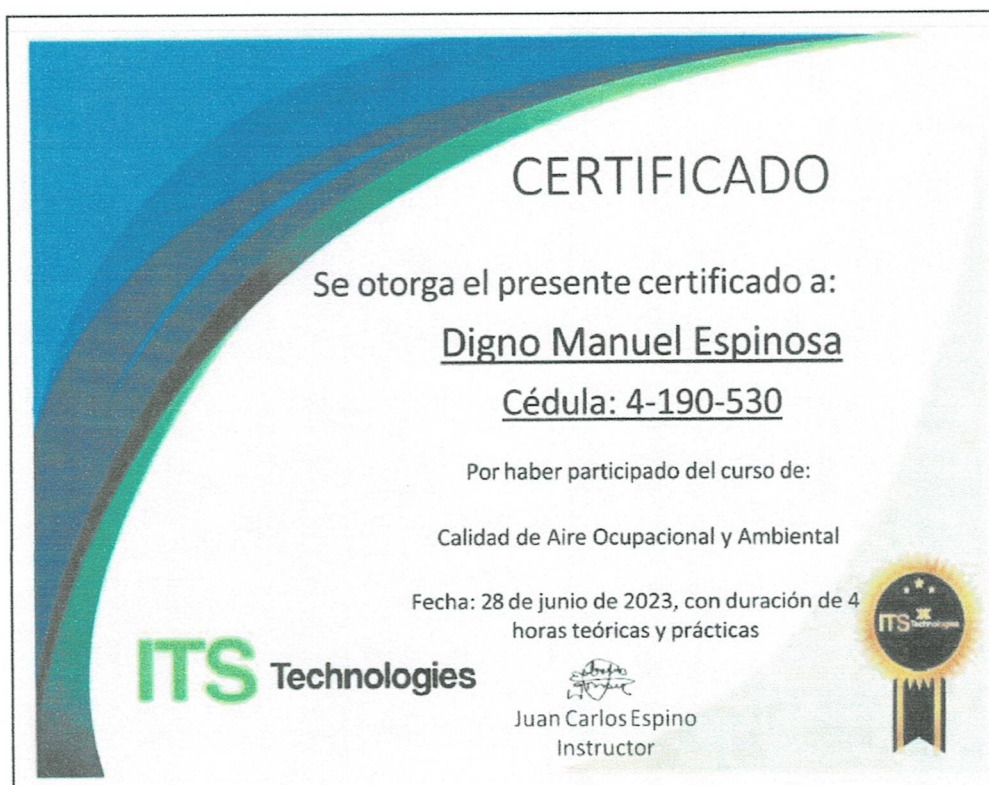 CERTIFICADO
Se otorga el presente certificado a:
Digno Manuel Espinosa
Cédula: 4-190-530
Por haber participado del curso de:
Calidad de Aire Ocupacional y Ambiental
Fecha: 28 de junio de 2023, con duración de 4
horas teóricas y prácticas
ITS Technologies
ITS Technologies
Juan Carlos Espino
Instructor